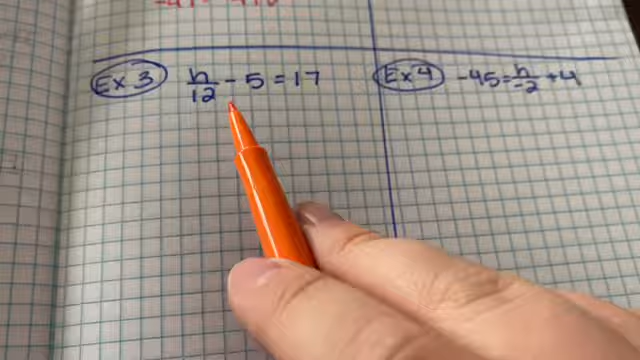 Ex 3 n/12 - 5 = 17
Ex 4 -45 = n/-2 + 4